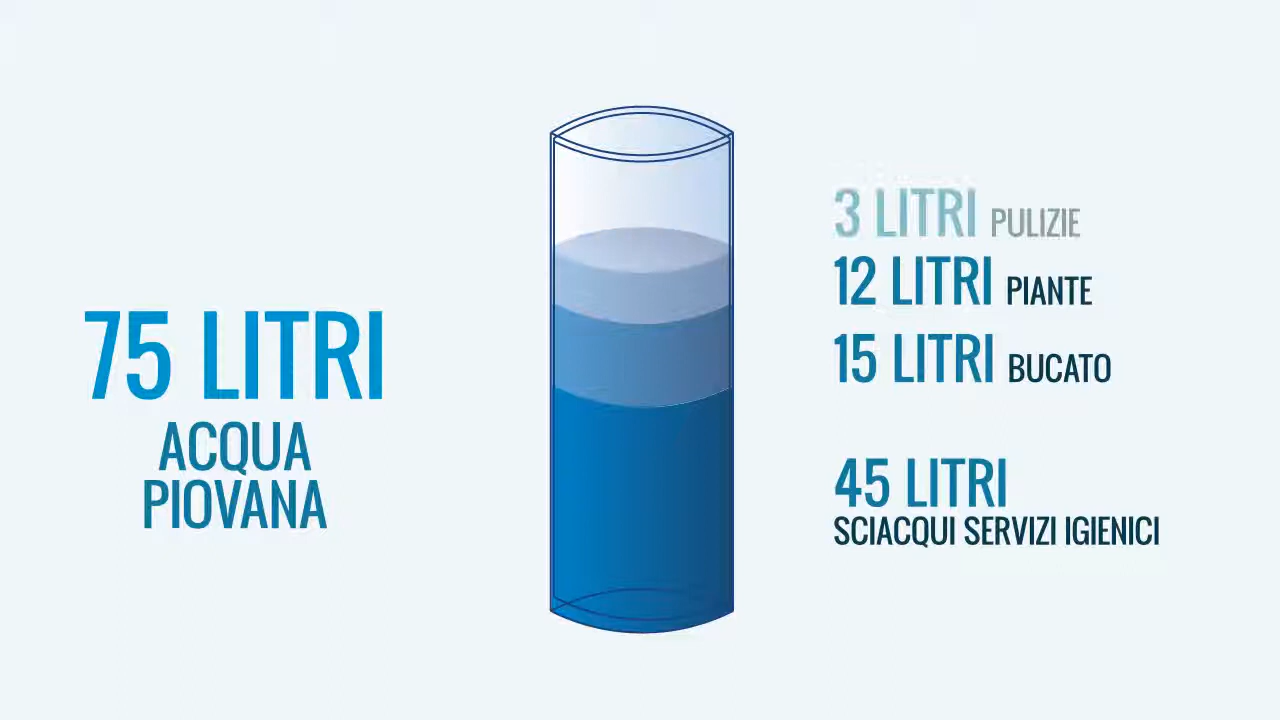 75 LITRI
ACQUA
PIOVANA
3 LITRI PULIZIE
12 LITRI PIANTE
15 LITRI BUCATO
45 LITRI
SCIACQUI SERVIZI IGIENICI